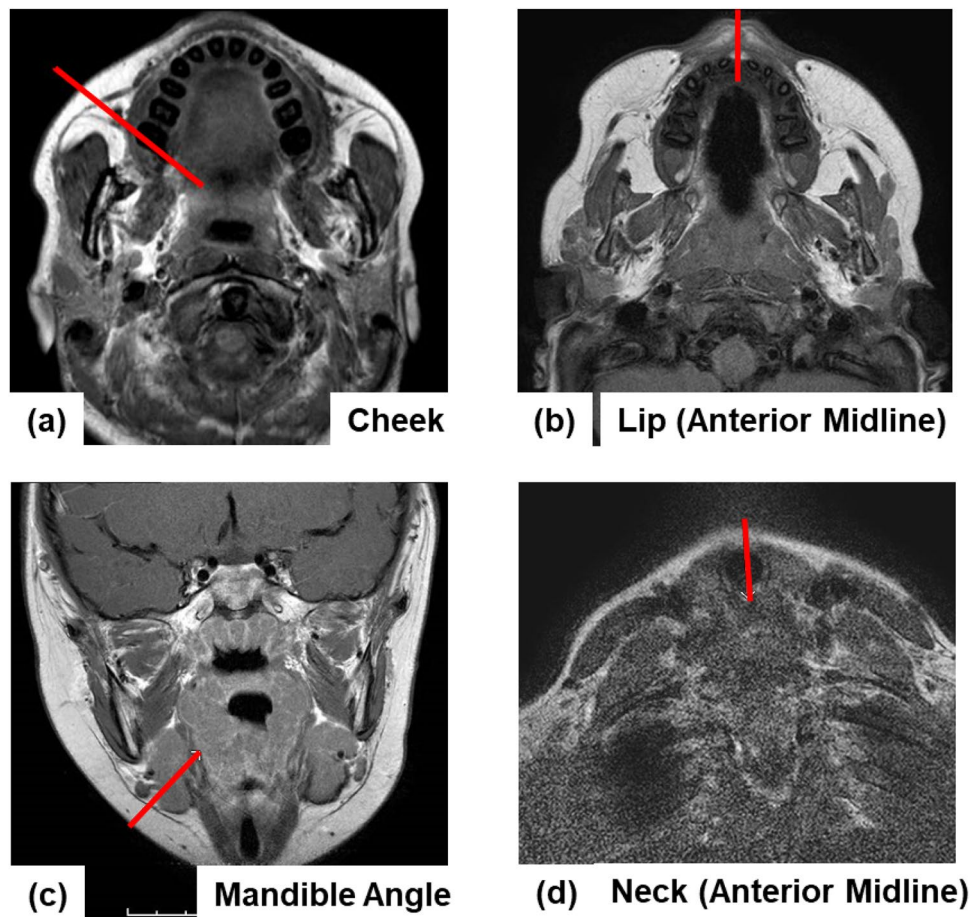 (a) Cheek
(b) Lip (Anterior Midline)
(c) Mandible Angle
(d) Neck (Anterior Midline)